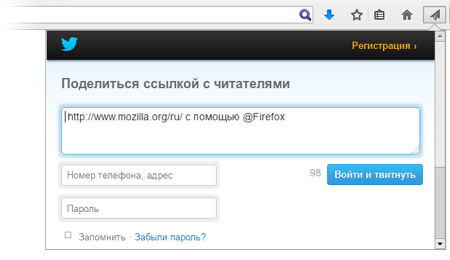 Регистрация ›
Поделиться ссылкой с читателями
http://www.mozilla.org/ru/ с помощью @Firefox
Номер телефона, адрес 98 Войти и твитнуть
Пароль
Запомнить · Забыли пароль?